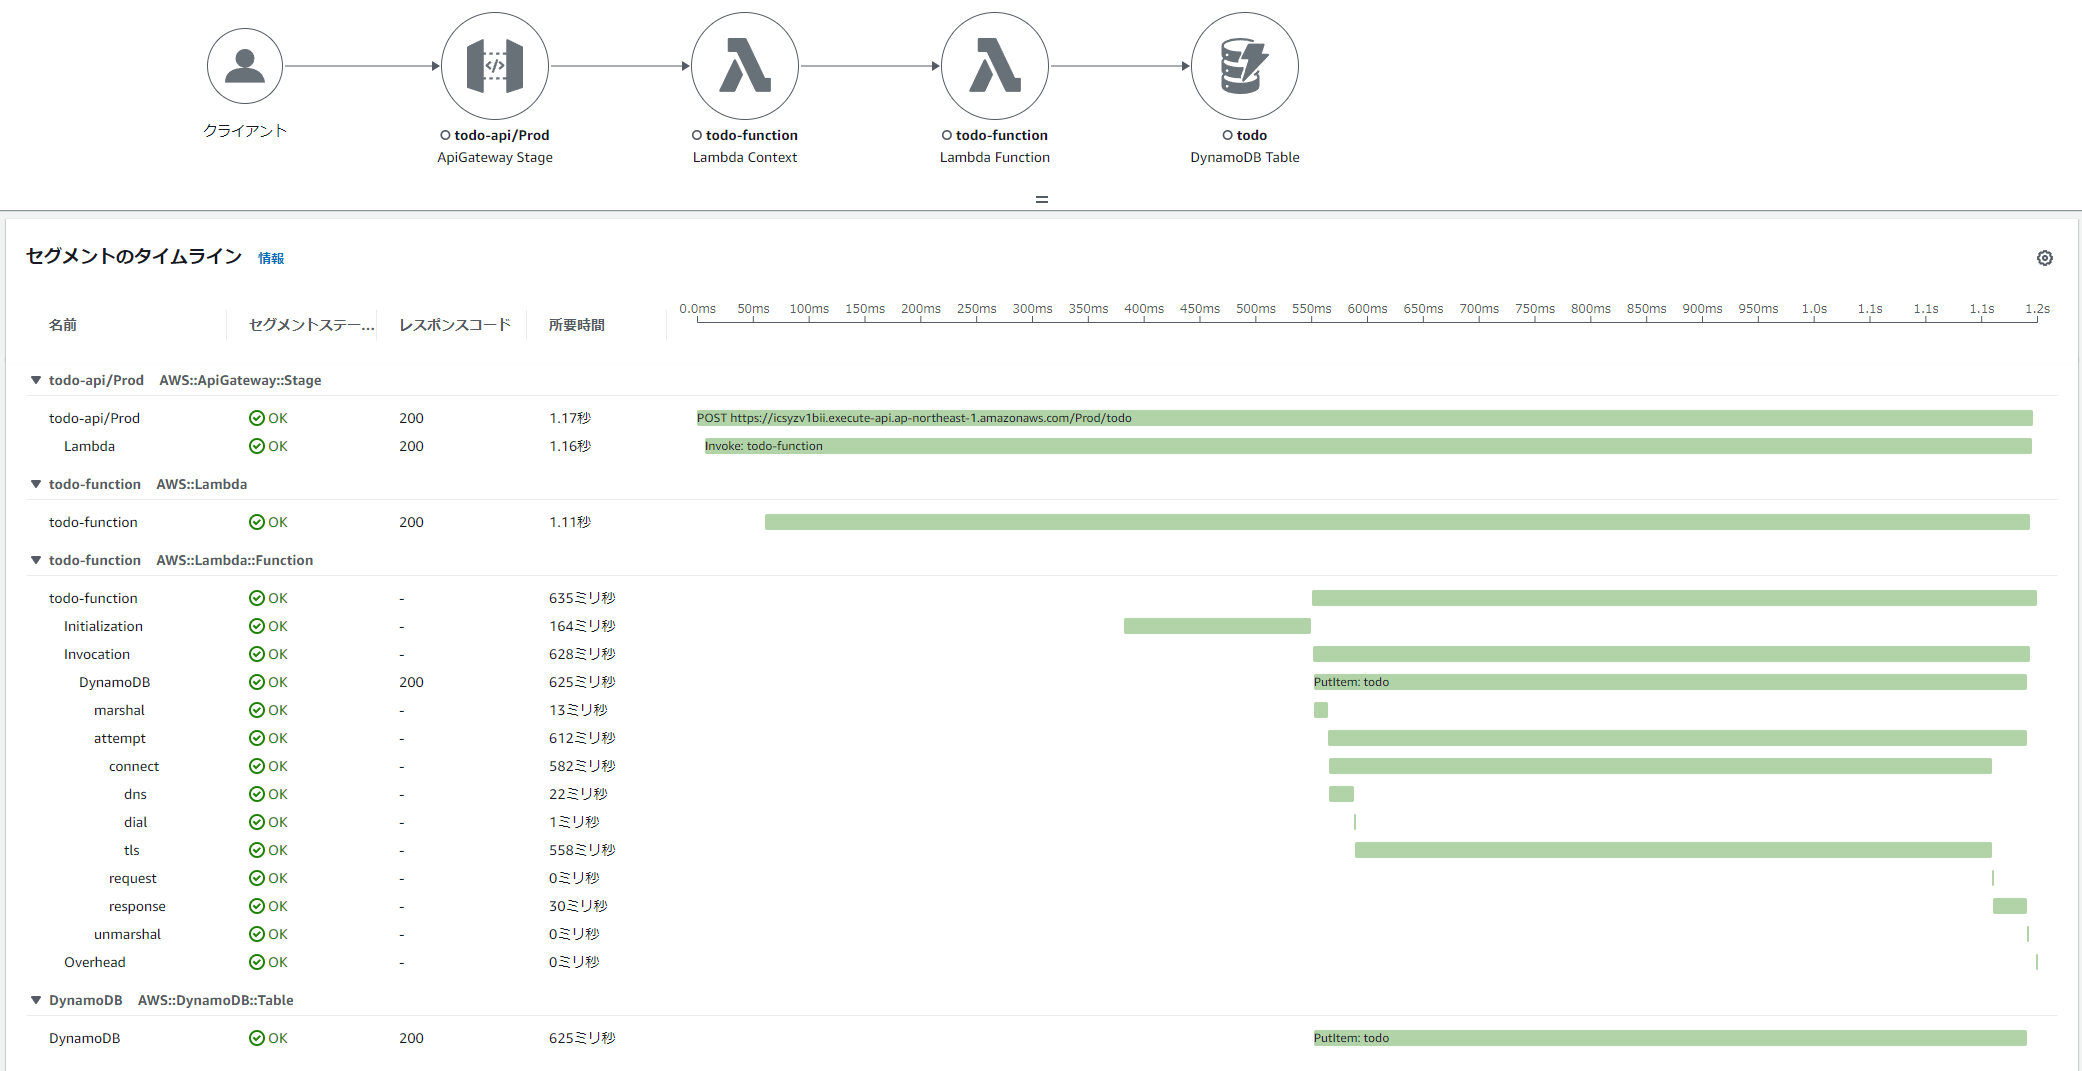 クライアント
todo-api/Prod
ApiGateway Stage
todo-function
Lambda Context
todo-function
Lambda Function
todo
DynamoDB Table
セグメントのタイムライン 情報
名前 セグメントステー... レスポンスコード 所要時間 0.0ms 50ms 100ms 150ms 200ms 250ms 300ms 350ms 400ms 450ms 500ms 550ms 600ms 650ms 700ms 750ms 800ms 850ms 900ms 950ms 1.0s 1.1s 1.1s 1.1s 1.2s
todo-api/Prod AWS::ApiGateway::Stage
todo-api/Prod OK 200 1.17秒 POST https://icsyzv1bii.execute-api.ap-northeast-1.amazonaws.com/Prod/todo
Lambda OK 200 1.16秒 Invoke: todo-function
todo-function AWS::Lambda
todo-function OK 200 1.11秒
todo-function AWS::Lambda::Function
todo-function OK - 635ミリ秒
Initialization OK - 164ミリ秒
Invocation OK - 628ミリ秒
DynamoDB OK 200 625ミリ秒 PutItem: todo
marshal OK - 13ミリ秒
attempt OK - 612ミリ秒
connect OK - 582ミリ秒
dns OK - 22ミリ秒
dial OK - 1ミリ秒
tls OK - 558ミリ秒
request OK - 0ミリ秒
response OK - 30ミリ秒
unmarshal OK - 0ミリ秒
Overhead OK - 0ミリ秒
DynamoDB AWS::DynamoDB::Table
DynamoDB OK 200 625ミリ秒 PutItem: todo